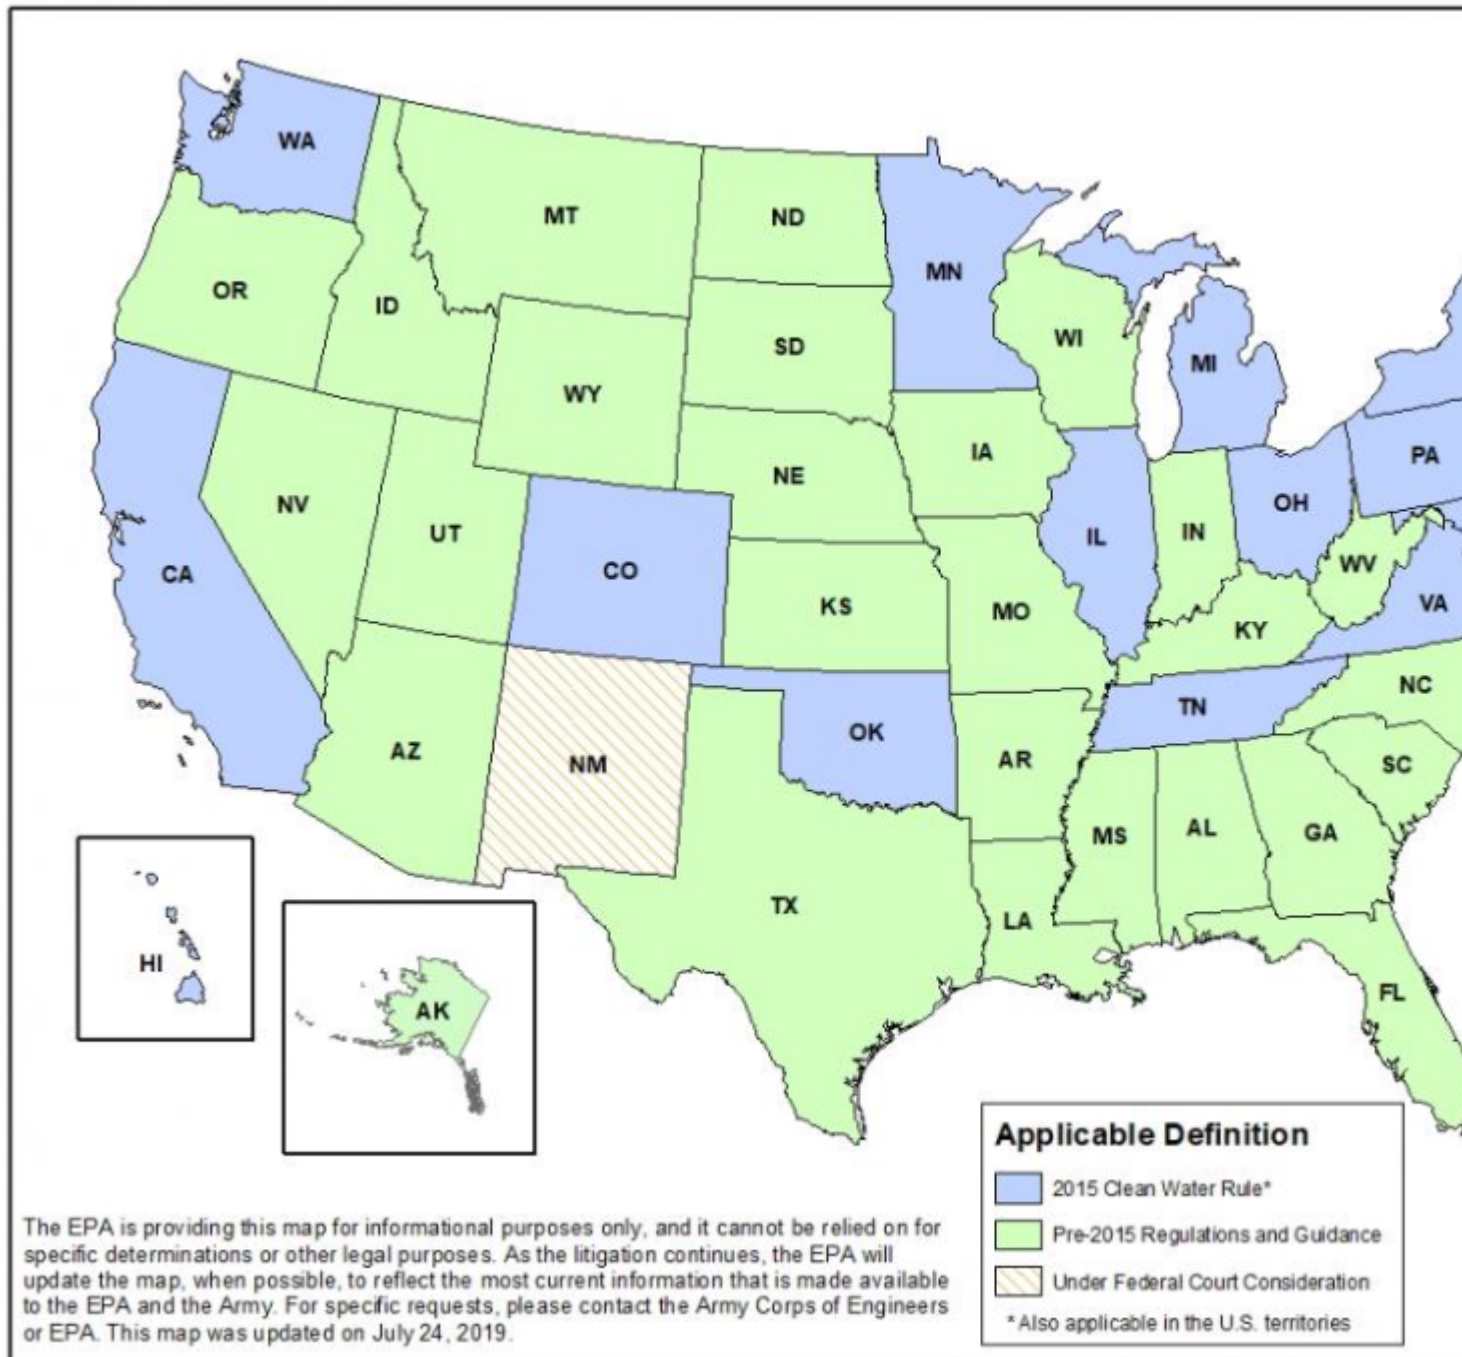 WA
MT
ND
MN
OR
ID
SD
WI
MI
WY
IA
PA
NE
NV
OH
UT
IL
IN
CO
WV
CA
KS
MO
VA
KY
NC
TN
OK
AZ
NM
AR
SC
MS
AL
GA
TX
LA
HI
FL
AK
Applicable Definition
2015 Clean Water Rule*
Pre-2015 Regulations and Guidance
Under Federal Court Consideration
*Also applicable in the U.S. territories
The EPA is providing this map for informational purposes only, and it cannot be relied on for
specific determinations or other legal purposes. As the litigation continues, the EPA will
update the map, when possible, to reflect the most current information that is made available
to the EPA and the Army. For specific requests, please contact the Army Corps of Engineers
or EPA. This map was updated on July 24, 2019.